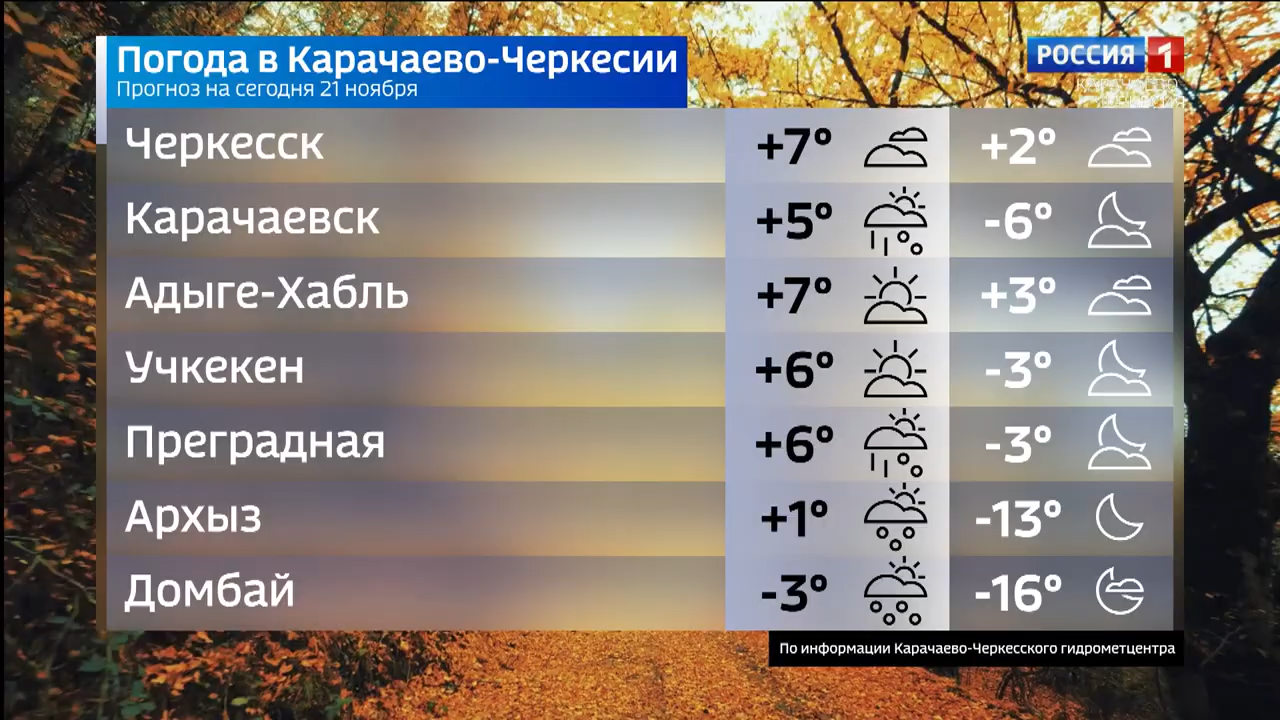 Погода в Карачаево-Черкесии
Прогноз на сегодня 21 ноября
РОССИЯ 1
Черкесск +7° +2°
Карачаевск +5° -6°
Адыге-Хабль +7° +3°
Учкекен +6° -3°
Преградная +6° -3°
Архыз +1° -13°
Домбай -3° -16°
По информации Карачаево-Черкесского гидрометцентра